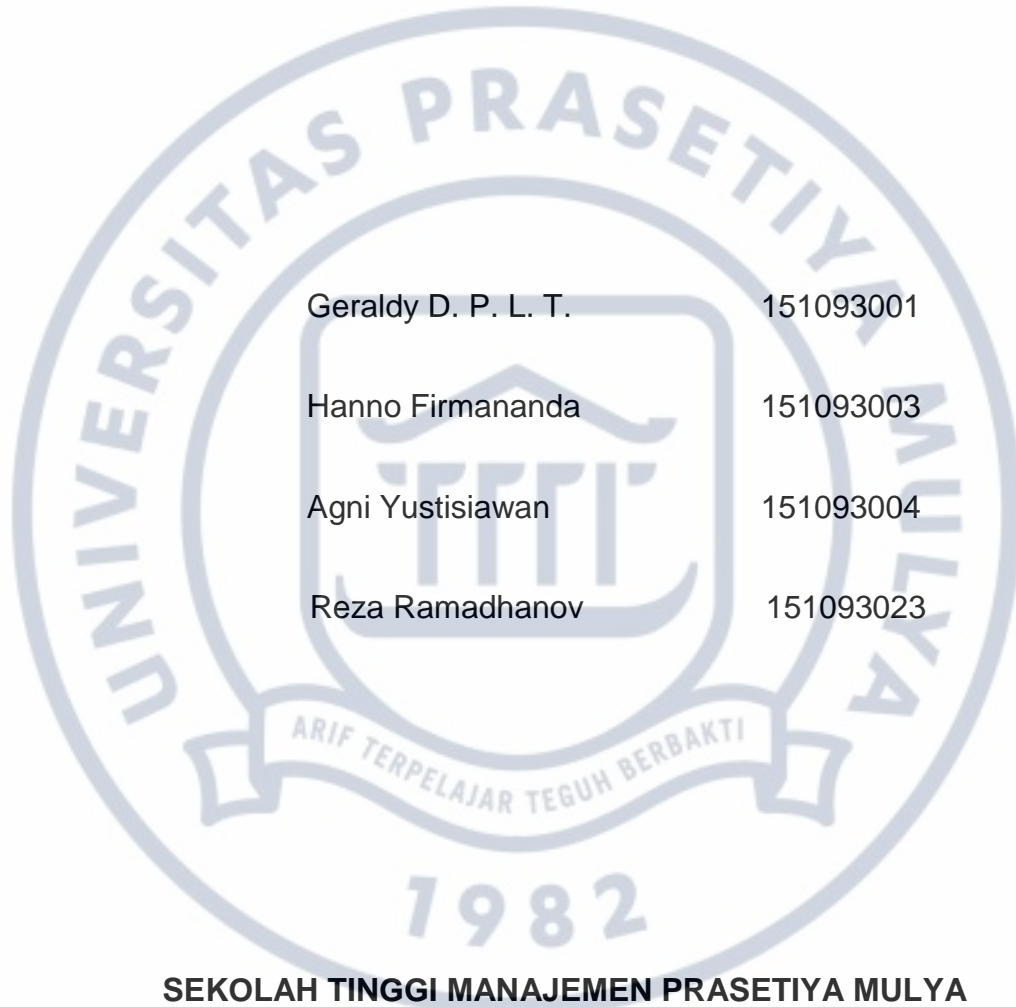 UNIVERSITAS PRASETIYA MULYA
Geraldy D. P. L. T. 151093001
Hanno Firmananda 151093003
Agni Yustisiawan 151093004
Reza Ramadhanov 151093023
ARIF TERPELAJAR TEGUH BERBAKTI
1982
SEKOLAH TINGGI MANAJEMEN PRASETIYA MULYA